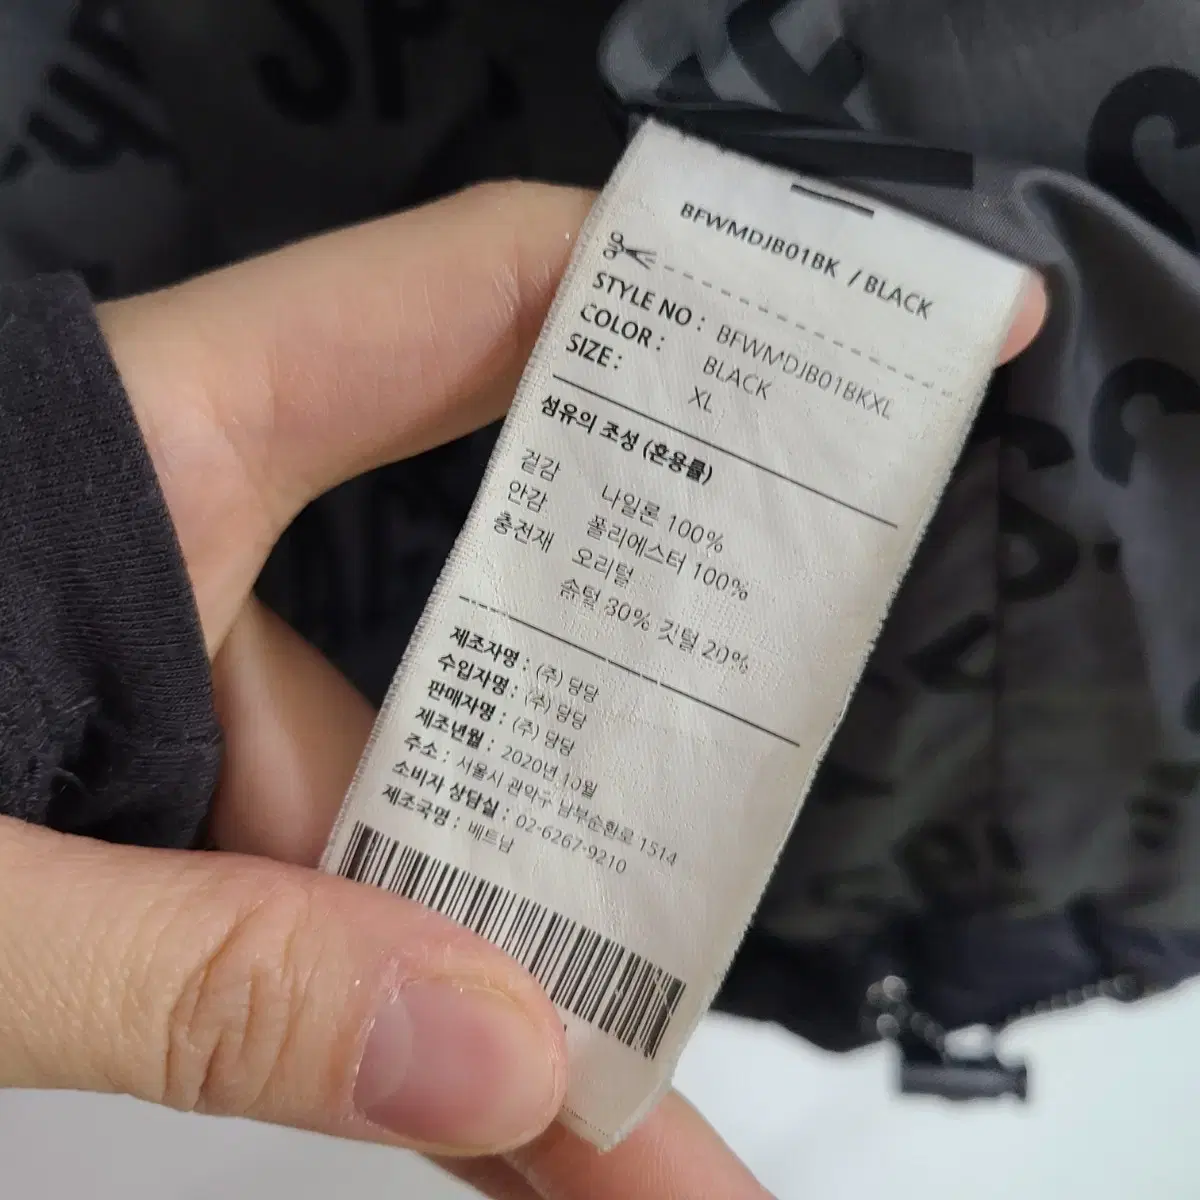 BFWMDJB01BK / BLACK
STYLE NO : BFWMDJB01BKXL
COLOR : BLACK
SIZE : XL
섬유의 조성 (혼용률)
겉감 나일론 100%
안감 폴리에스터 100%
충전재 오리털
솜털 80% 깃털 20%
제조자명 : (주) 당당
수입자명 : (주) 당당
판매자명 : (주) 당당
제조년월 : 2020년 10월
주소 : 서울시 관악구 남부순환로 1514
소비자 상담실 : 02-6267-9210
제조국명 : 베트남